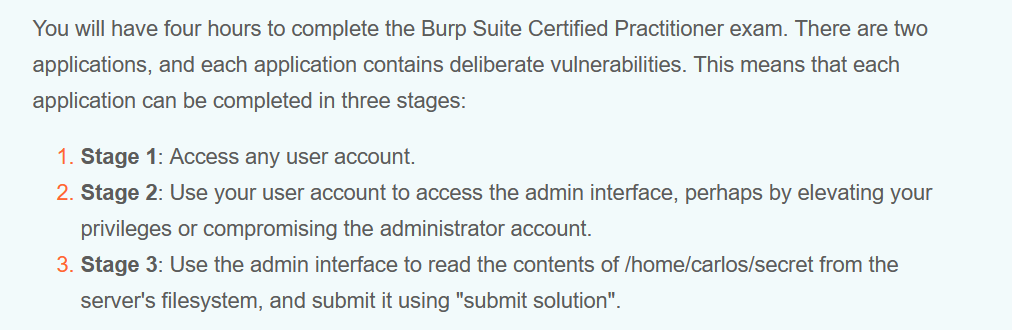 You will have four hours to complete the Burp Suite Certified Practitioner exam. There are two
applications, and each application contains deliberate vulnerabilities. This means that each
application can be completed in three stages:
1. Stage 1: Access any user account.
2. Stage 2: Use your user account to access the admin interface, perhaps by elevating your
privileges or compromising the administrator account.
3. Stage 3: Use the admin interface to read the contents of /home/carlos/secret from the
server's filesystem, and submit it using "submit solution".